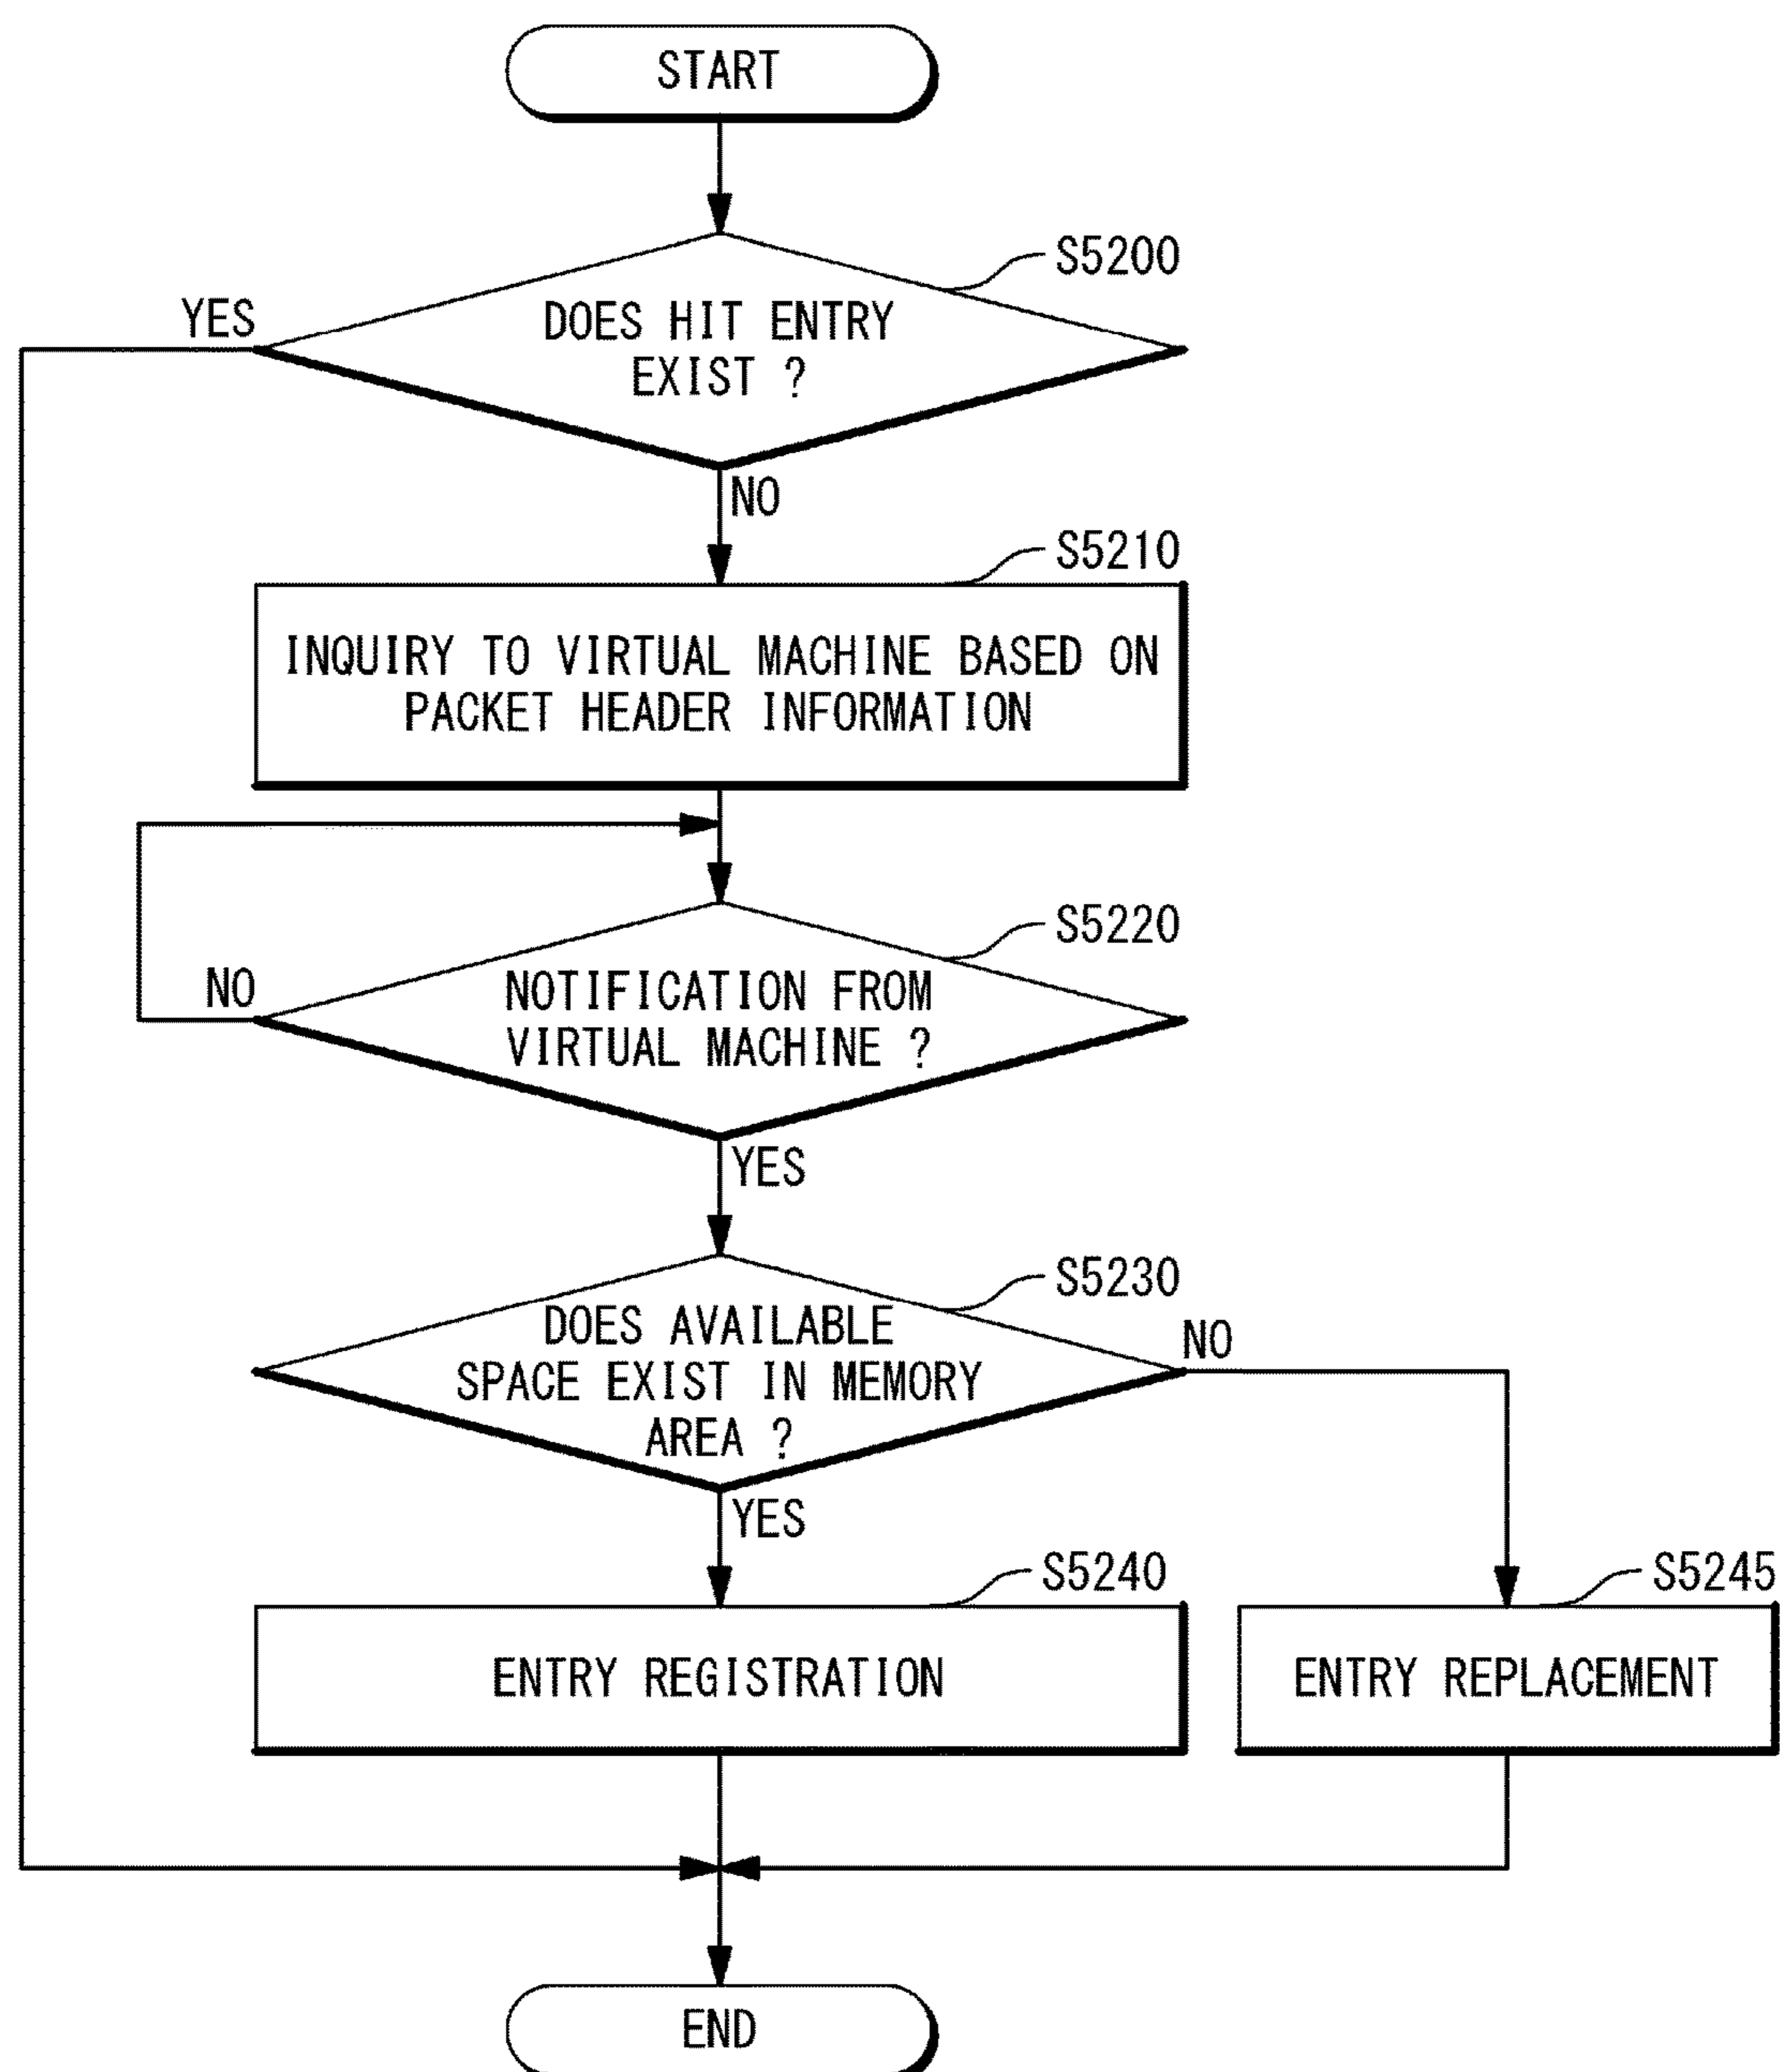 START
S5200
YES
DOES HIT ENTRY
EXIST ?
NO
S5210
INQUIRY TO VIRTUAL MACHINE BASED ON
PACKET HEADER INFORMATION
S5220
NO
NOTIFICATION FROM
VIRTUAL MACHINE ?
YES
S5230
DOES AVAILABLE
SPACE EXIST IN MEMORY
AREA ?
NO
YES
S5240
S5245
ENTRY REGISTRATION
ENTRY REPLACEMENT
END